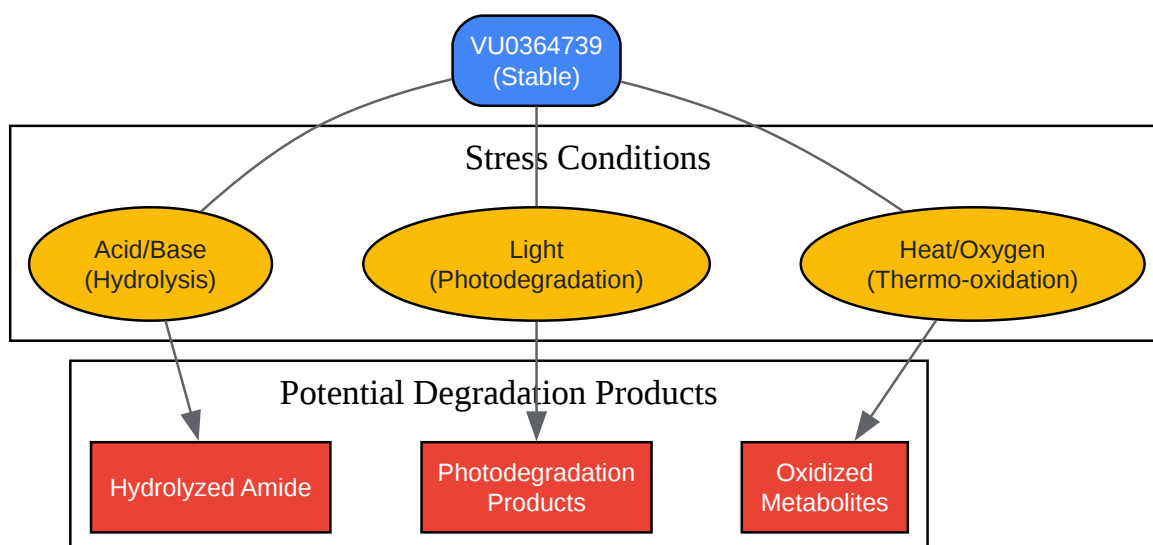 VU0364739
(Stable)
Stress Conditions
Acid/Base
(Hydrolysis)
Light
(Photodegradation)
Heat/Oxygen
(Thermo-oxidation)
Potential Degradation Products
Hydrolyzed Amide
Photodegradation
Products
Oxidized
Metabolites